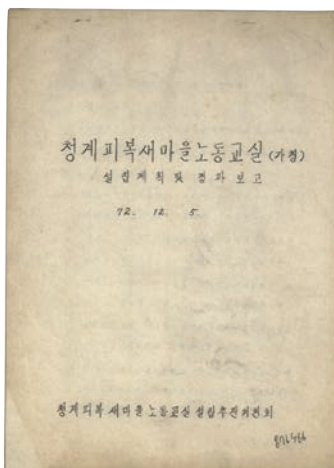 청계피복새마을노동교실(가칭)
설립계획및 경과보고
72. 12. 5.
청계피복 새마을 노동교실 설립추진위원회
876466